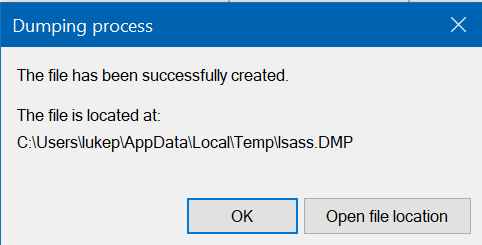 Dumping process
The file has been successfully created.
The file is located at:
C:\Users\lukep\AppData\Local\Temp\lsass.DMP
OK
Open file location